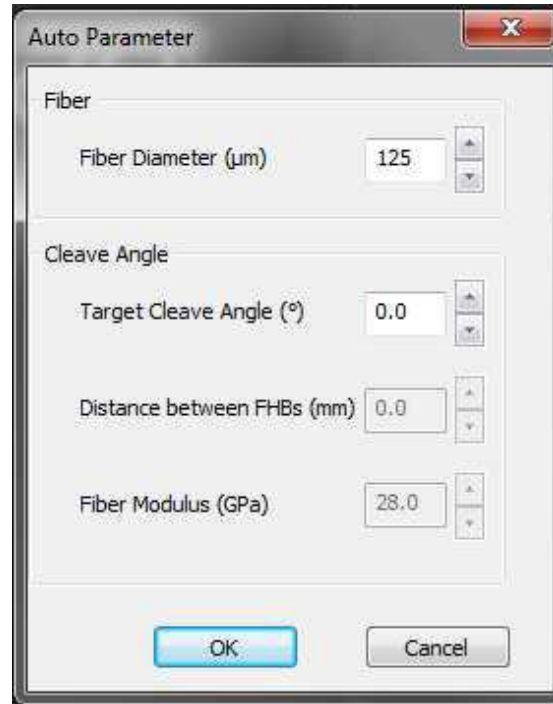 Auto Parameter
Fiber
Fiber Diameter (µm) 125
Cleave Angle
Target Cleave Angle (º) 0.0
Distance between FHBs (mm) 0.0
Fiber Modulus (GPa) 28.0
OK Cancel